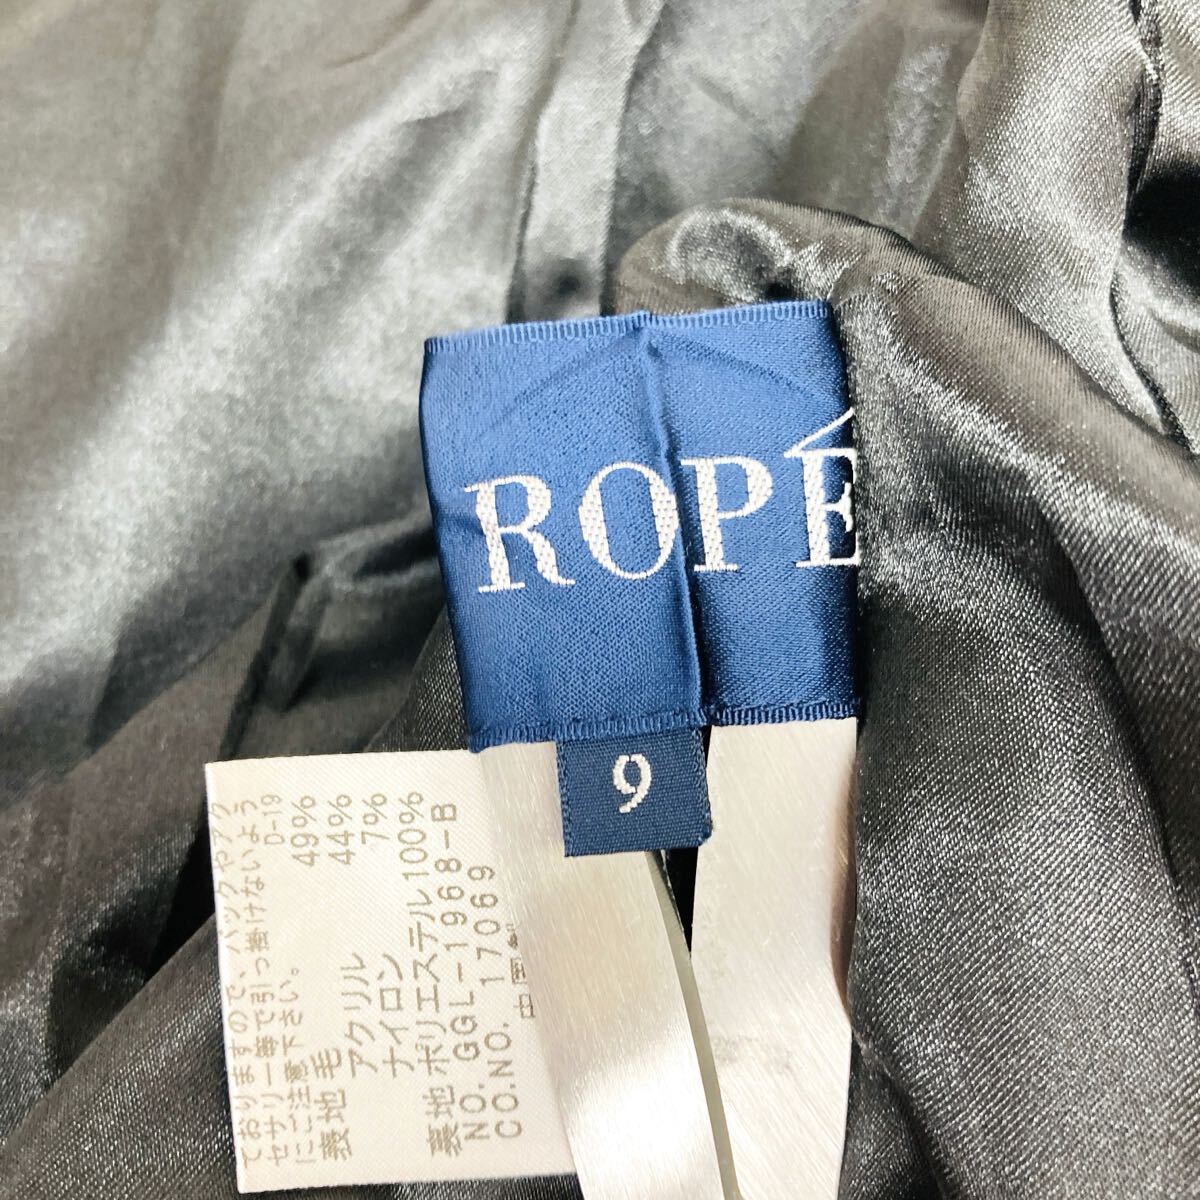 ROPÉ
9
ておりますので、バックやアク
セサリー等で引っ掛けないよう
にご注意下さい。 D-19
表地 毛 49%
アクリル 44%
ナイロン 7%
裏地 ポリエステル100%
NO. GGL-1968-B
CO.NO. 17069